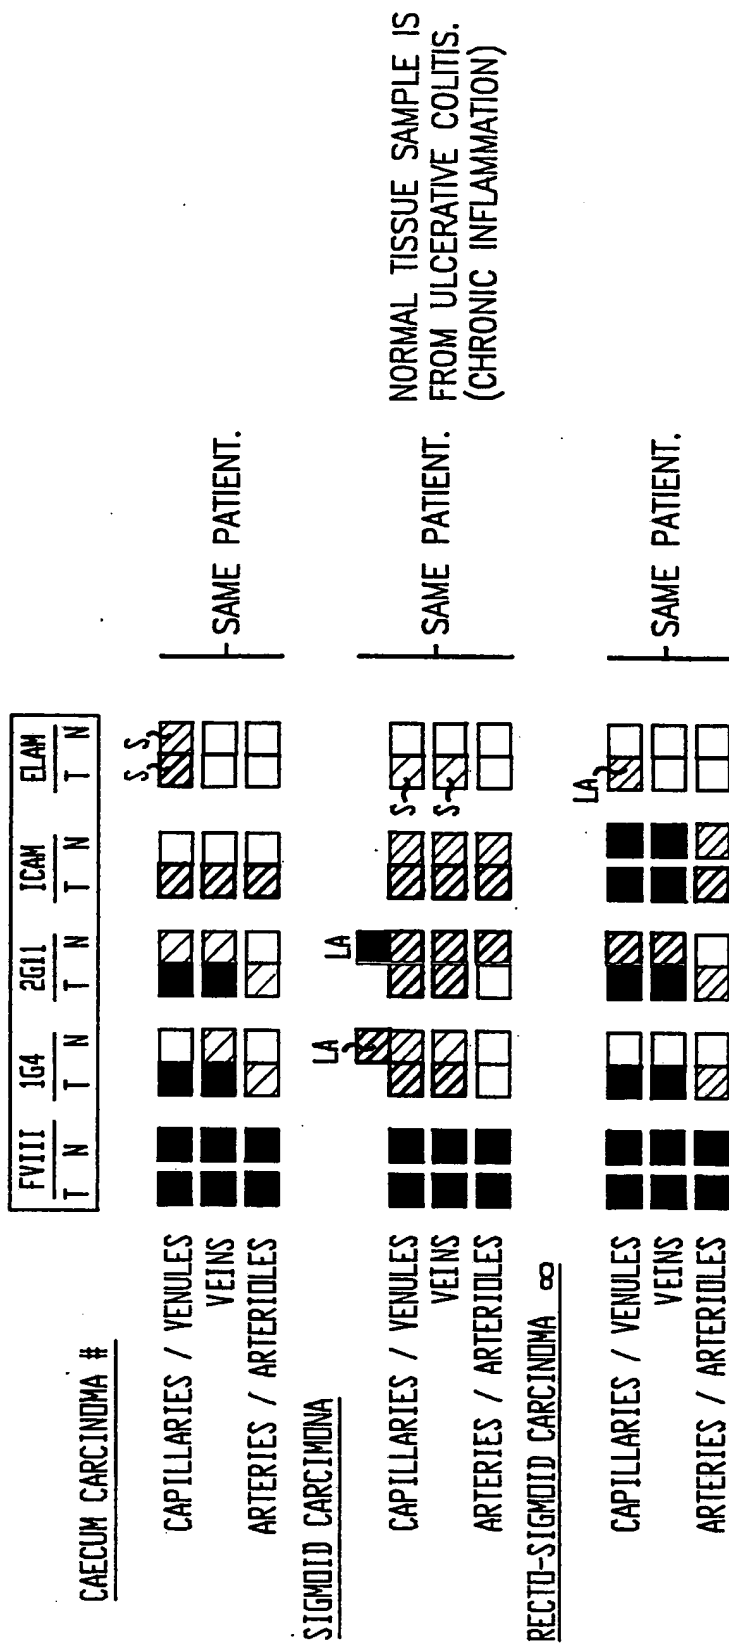 FVIII 1G4 2G11 ICAM ELAM
T N T N T N T N T N
CAECUM CARCINOMA #
S S
CAPILLARIES / VENULES
VEINS
ARTERIES / ARTERIOLES
SAME PATIENT.
SIGMOID CARCIMONA
LA LA
CAPILLARIES / VENULES
S
VEINS
S
ARTERIES / ARTERIOLES
SAME PATIENT.
NORMAL TISSUE SAMPLE IS
FROM ULCERATIVE COLITIS.
(CHRONIC INFLAMMATION)
RECTO-SIGMOID CARCINOMA ∞
LA
CAPILLARIES / VENULES
VEINS
ARTERIES / ARTERIOLES
SAME PATIENT.